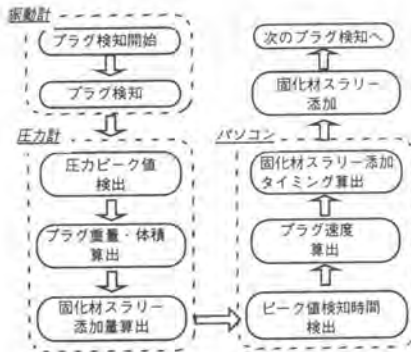 振動計
プラグ検知開始
プラグ検知
圧力計
圧力ピーク値
検出
プラグ重量・体積
算出
固化材スラリー
添加量算出
次のプラグ検知へ
固化材スラリー
添加
パソコン
固化材スラリー添加
タイミング算出
プラグ速度
算出
ピーク値検知時間
検出